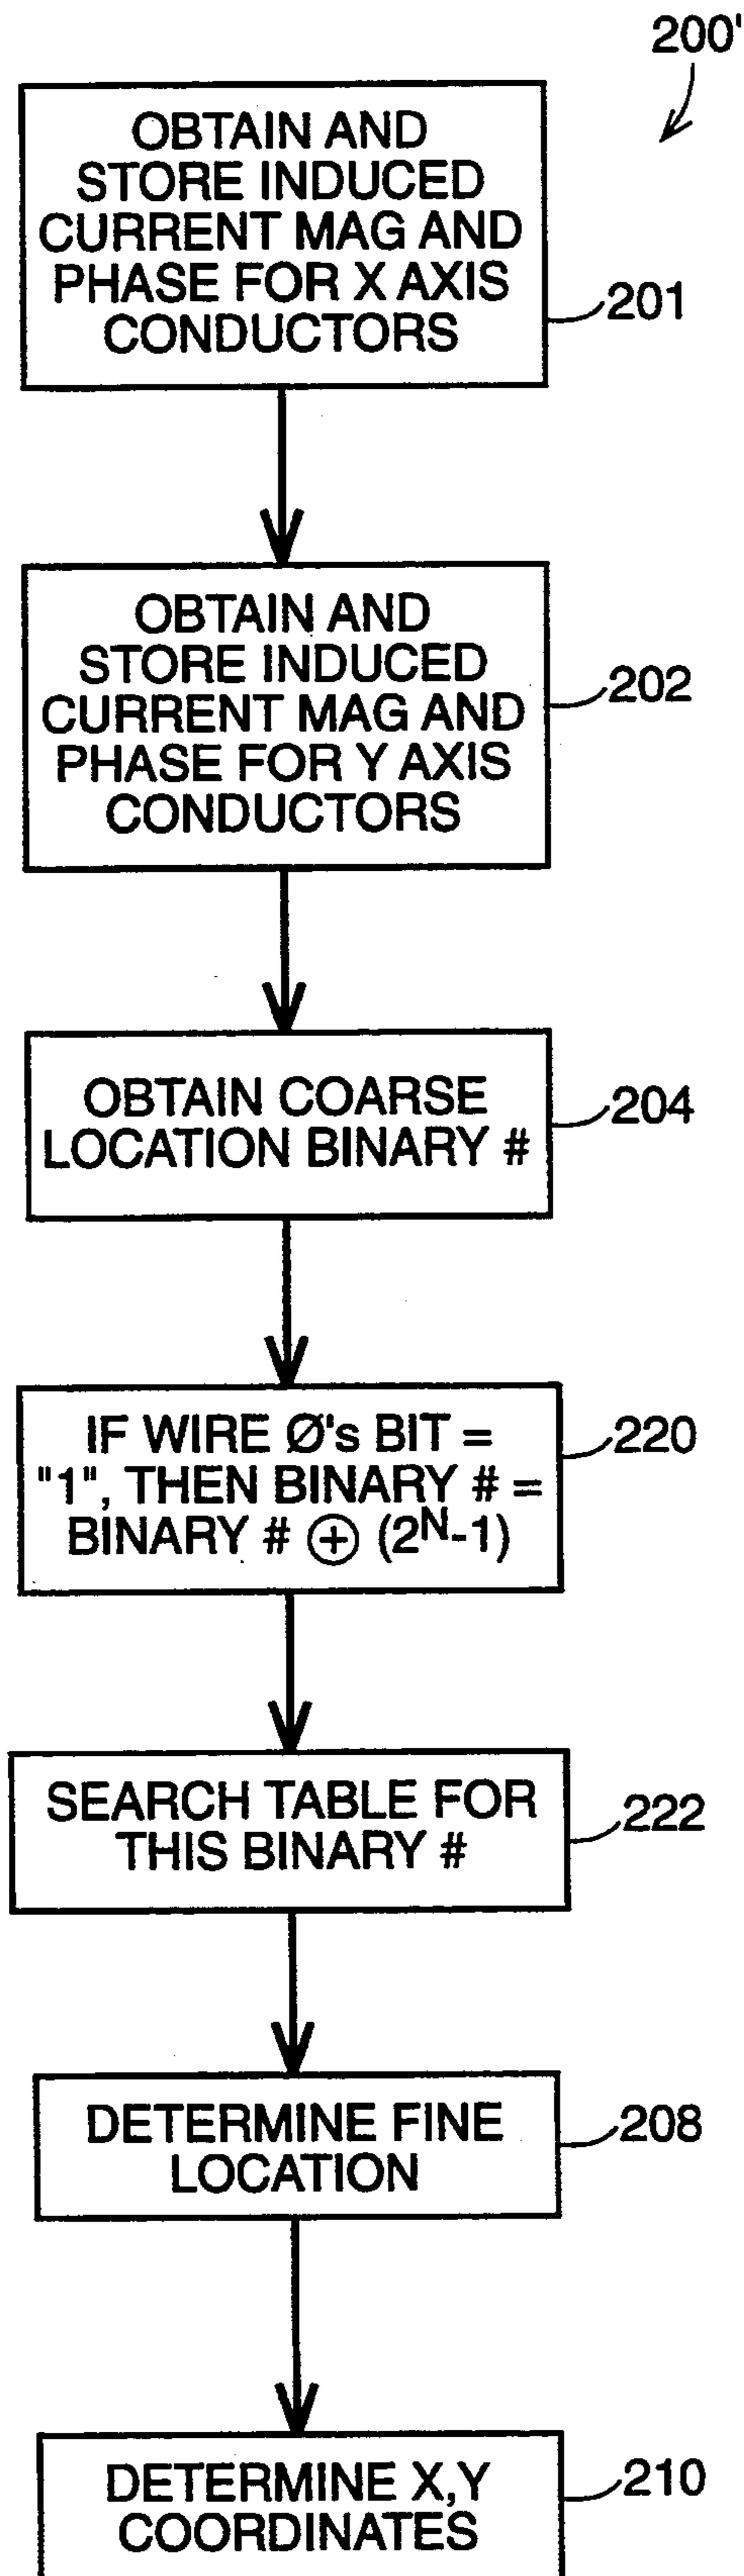 200'
OBTAIN AND
STORE INDUCED
CURRENT MAG AND
PHASE FOR X AXIS
CONDUCTORS
201
OBTAIN AND
STORE INDUCED
CURRENT MAG AND
PHASE FOR Y AXIS
CONDUCTORS
202
OBTAIN COARSE
LOCATION BINARY #
204
IF WIRE Ø's BIT =
"1", THEN BINARY # =
BINARY # ⊕ (2^N-1)
220
SEARCH TABLE FOR
THIS BINARY #
222
DETERMINE FINE
LOCATION
208
DETERMINE X,Y
COORDINATES
210